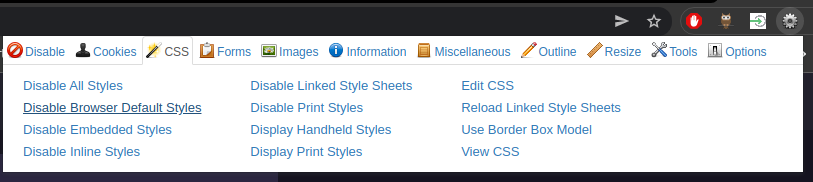 Disable Cookies CSS Forms Images Information Miscellaneous Outline Resize Tools Options
Disable All Styles Disable Linked Style Sheets Edit CSS
Disable Browser Default Styles Disable Print Styles Reload Linked Style Sheets
Disable Embedded Styles Display Handheld Styles Use Border Box Model
Disable Inline Styles Display Print Styles View CSS